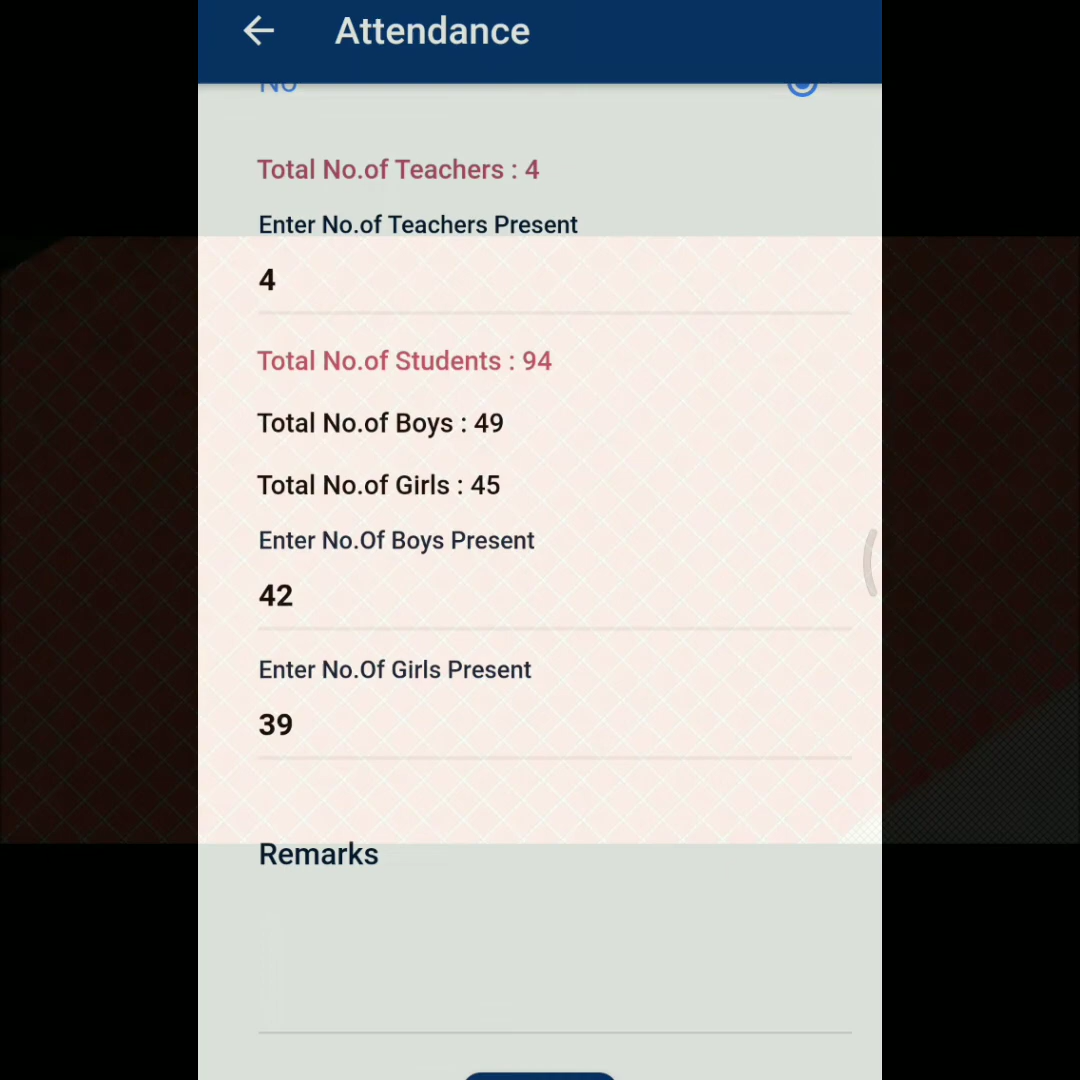 Attendance
No
Total No.of Teachers : 4
Enter No.of Teachers Present
4
Total No.of Students : 94
Total No.of Boys : 49
Total No.of Girls : 45
Enter No.Of Boys Present
42
Enter No.Of Girls Present
39
Remarks